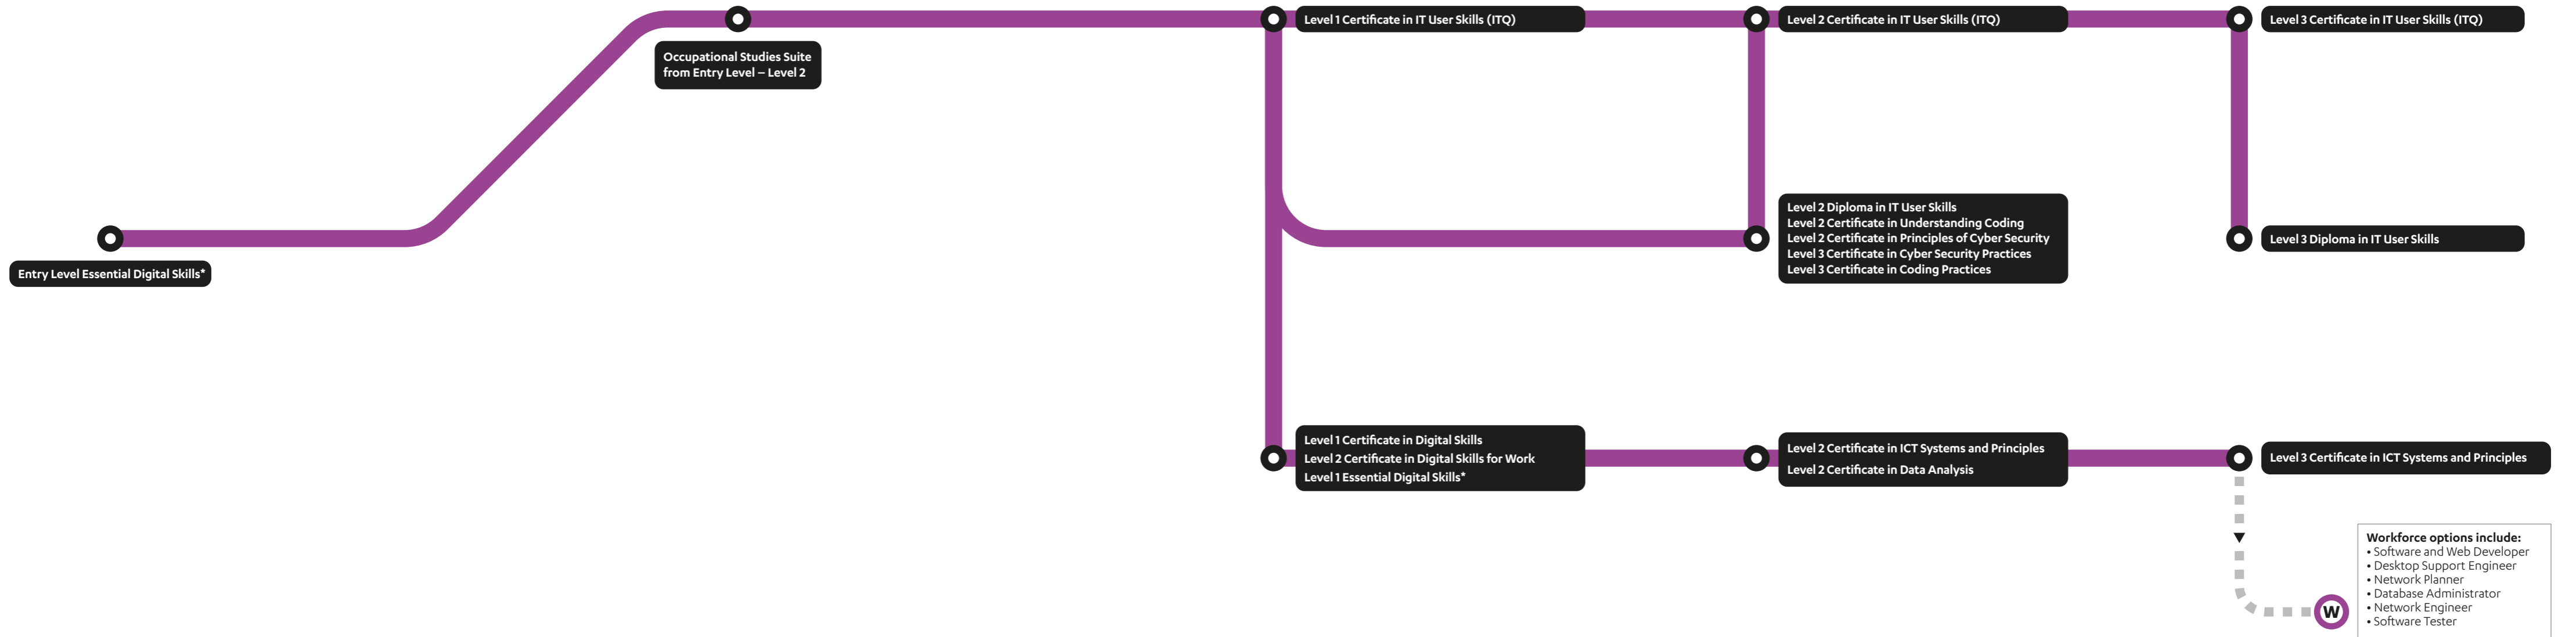 Level 1 Certificate in IT User Skills (ITQ)
Level 2 Certificate in IT User Skills (ITQ)
Level 3 Certificate in IT User Skills (ITQ)
Occupational Studies Suite
from Entry Level – Level 2
Entry Level Essential Digital Skills*
Level 2 Diploma in IT User Skills
Level 2 Certificate in Understanding Coding
Level 2 Certificate in Principles of Cyber Security
Level 3 Certificate in Cyber Security Practices
Level 3 Certificate in Coding Practices
Level 3 Diploma in IT User Skills
Level 1 Certificate in Digital Skills
Level 2 Certificate in Digital Skills for Work
Level 1 Essential Digital Skills*
Level 2 Certificate in ICT Systems and Principles
Level 2 Certificate in Data Analysis
Level 3 Certificate in ICT Systems and Principles
W
Workforce options include:
• Software and Web Developer
• Desktop Support Engineer
• Network Planner
• Database Administrator
• Network Engineer
• Software Tester